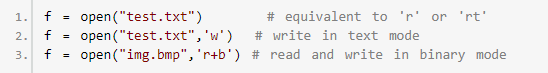 1. f = open("test.txt")        # equivalent to 'r' or 'rt'
2. f = open("test.txt",'w')   # write in text mode
3. f = open("img.bmp",'r+b') # read and write in binary mode